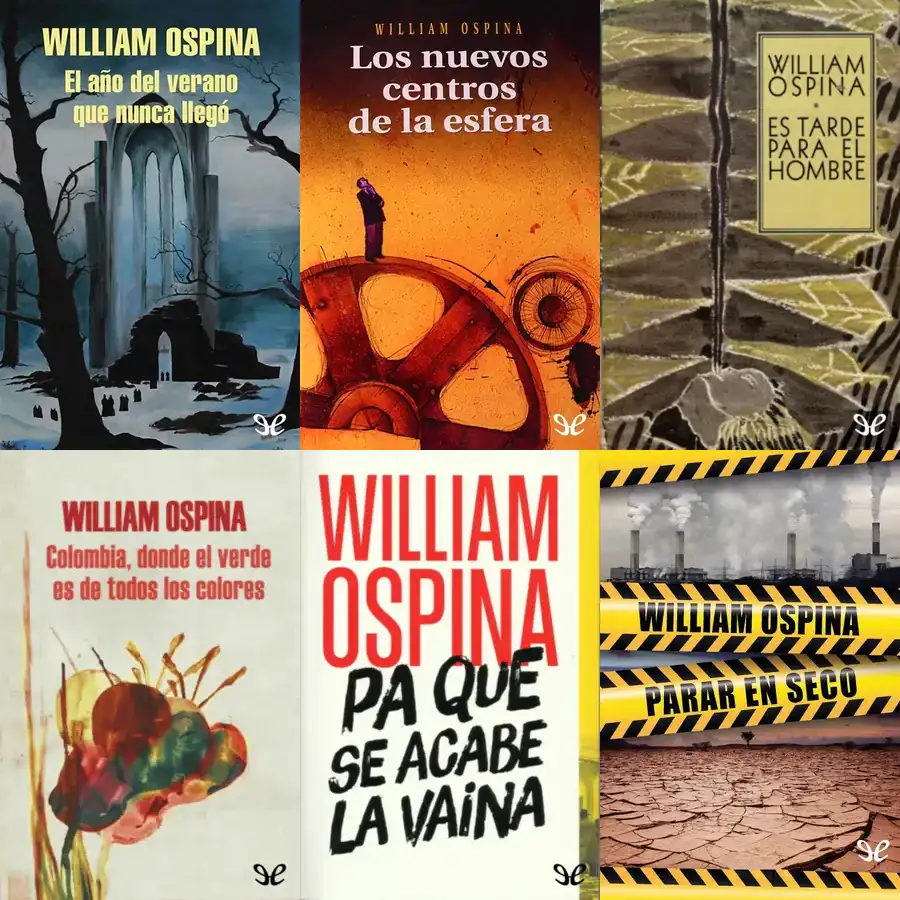 WILLIAM OSPINA
El año del verano
que nunca llegó
WILLIAM OSPINA
Los nuevos
centros
de la esfera
WILLIAM
OSPINA
ES TARDE
PARA EL
HOMBRE
WILLIAM OSPINA
Colombia, donde el verde
es de todos los colores
WILLIAM
OSPINA
PA QUE
SE ACABE
LA VAINA
WILLIAM OSPINA
PARAR EN SECO